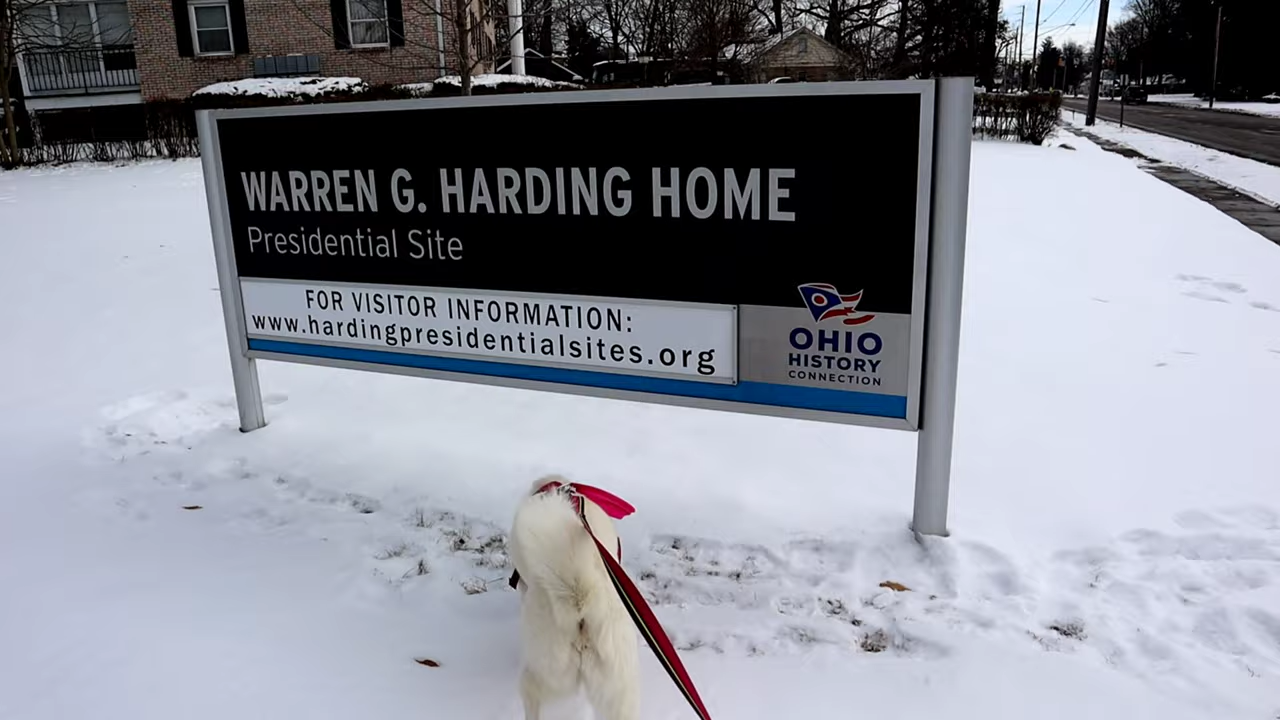 WARREN G. HARDING HOME
Presidential Site
FOR VISITOR INFORMATION:
www.hardingpresidentialsites.org
OHIO
HISTORY
CONNECTION